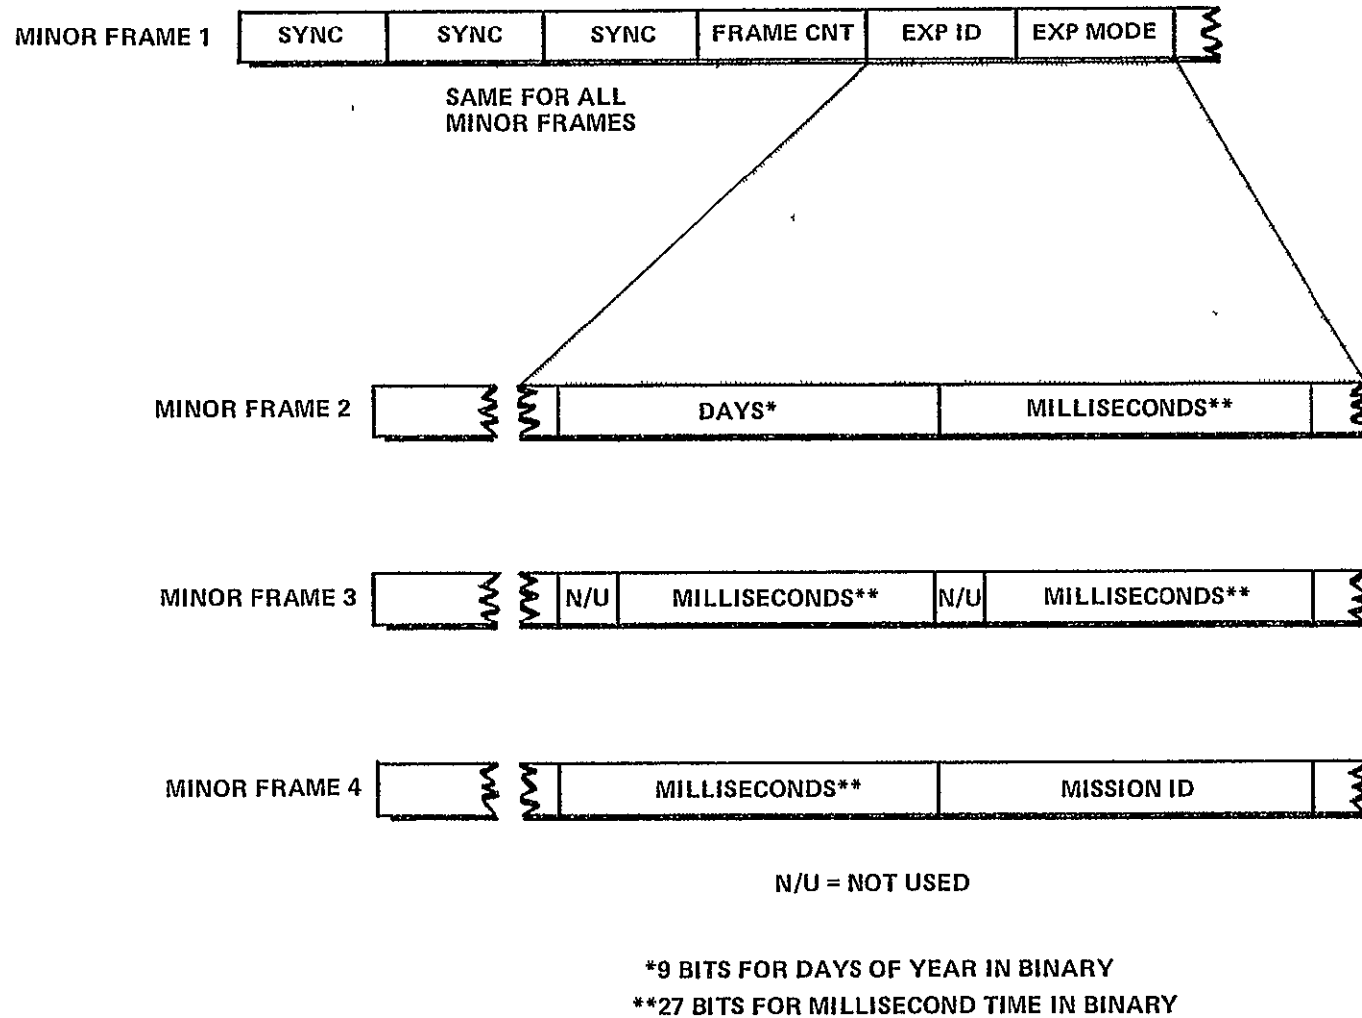 MINOR FRAME 1 SYNC SYNC SYNC FRAME CNT EXP ID EXP MODE
SAME FOR ALL
MINOR FRAMES
MINOR FRAME 2 DAYS* MILLISECONDS**
MINOR FRAME 3 N/U MILLISECONDS** N/U MILLISECONDS**
MINOR FRAME 4 MILLISECONDS** MISSION ID
N/U = NOT USED
*9 BITS FOR DAYS OF YEAR IN BINARY
**27 BITS FOR MILLISECOND TIME IN BINARY